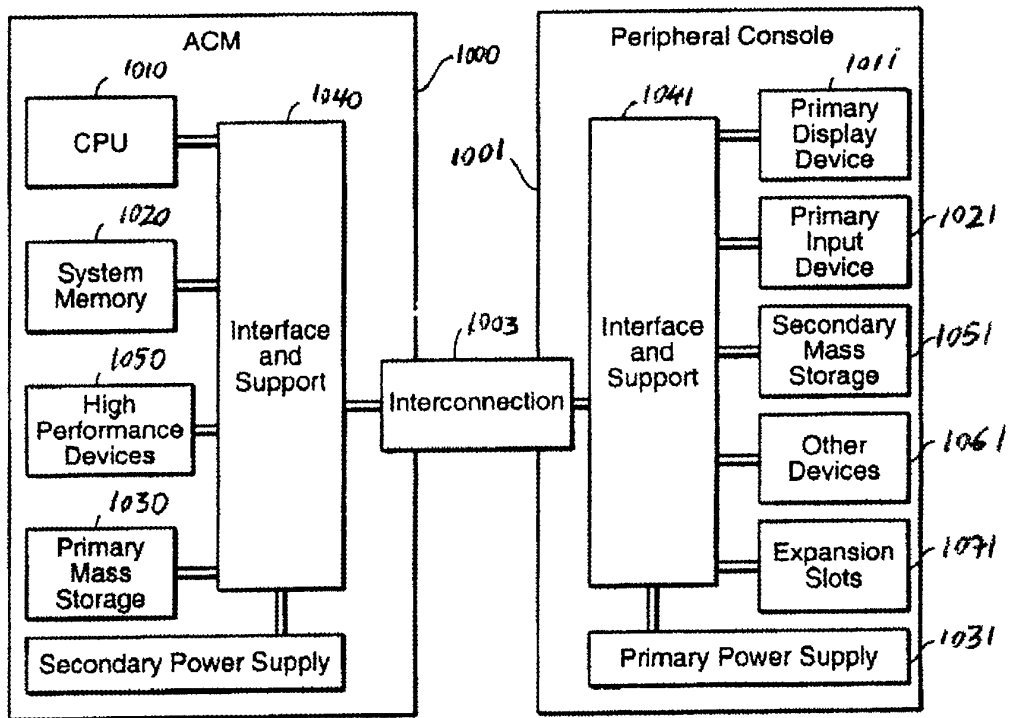 ACM
1000
1010
CPU
1020
System
Memory
1050
High
Performance
Devices
1030
Primary
Mass
Storage
1040
Interface
and
Support
Secondary Power Supply
1003
Interconnection
Peripheral Console
1001
1041
Interface
and
Support
1011
Primary
Display
Device
1021
Primary
Input
Device
1051
Secondary
Mass
Storage
1061
Other
Devices
1071
Expansion
Slots
1031
Primary Power Supply